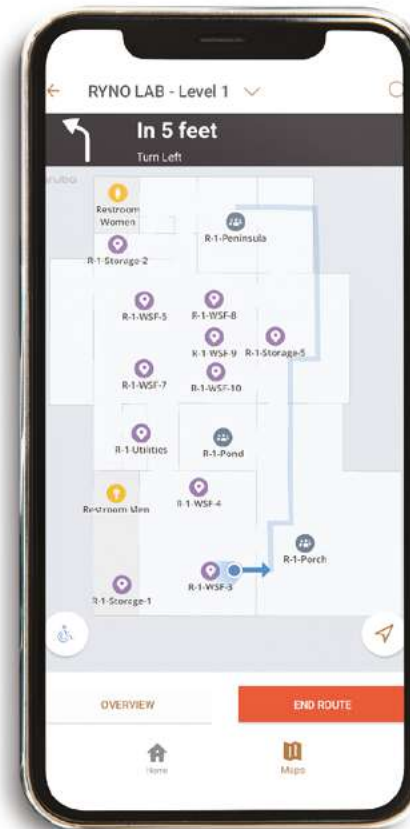 RYNO LAB - Level 1
In 5 feet
Turn Left
aruba
Restroom
Women
R-1-Peninsula
R-1-Storage-2
R-1-WSF-5
R-1-WSF-8
R-1-WSF-9
R-1-Storage-5
R-1-WSF-7
R-1-WSF-10
R-1-Utilities
R-1-Pond
Restroom Men
R-1-WSF-4
R-1-Porch
R-1-WSF-3
R-1-Storage-1
OVERVIEW
END ROUTE
Home
Maps